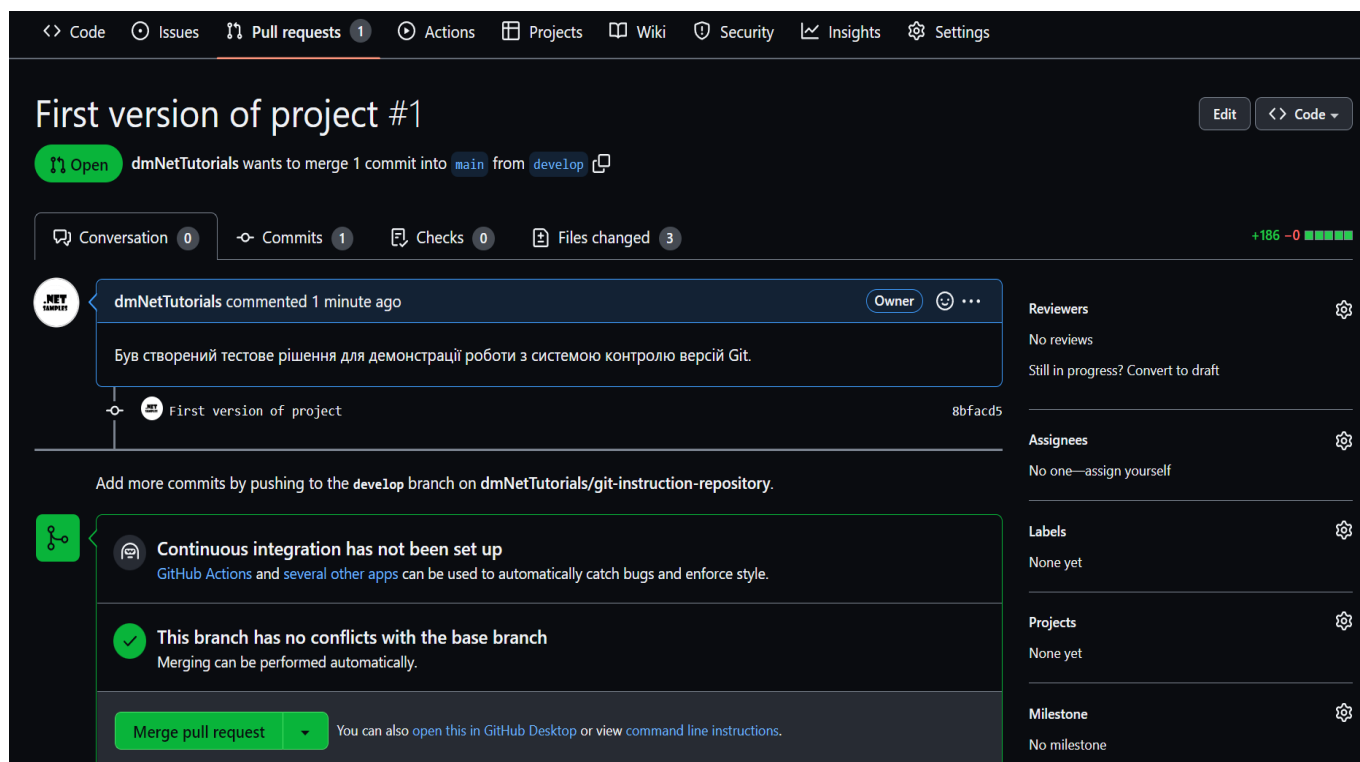 Code Issues Pull requests 1 Actions Projects Wiki Security Insights Settings
First version of project #1
Edit Code
Open dmNetTutorials wants to merge 1 commit into main from develop
Conversation 0 Commits 1 Checks 0 Files changed 3 +186 −0
.NET SAMPLES
dmNetTutorials commented 1 minute ago Owner
Був створений тестове рішення для демонстрації роботи з системою контролю версій Git.
First version of project 8bfacd5
Add more commits by pushing to the develop branch on dmNetTutorials/git-instruction-repository.
Continuous integration has not been set up
GitHub Actions and several other apps can be used to automatically catch bugs and enforce style.
This branch has no conflicts with the base branch
Merging can be performed automatically.
Merge pull request You can also open this in GitHub Desktop or view command line instructions.
Reviewers
No reviews
Still in progress? Convert to draft
Assignees
No one—assign yourself
Labels
None yet
Projects
None yet
Milestone
No milestone